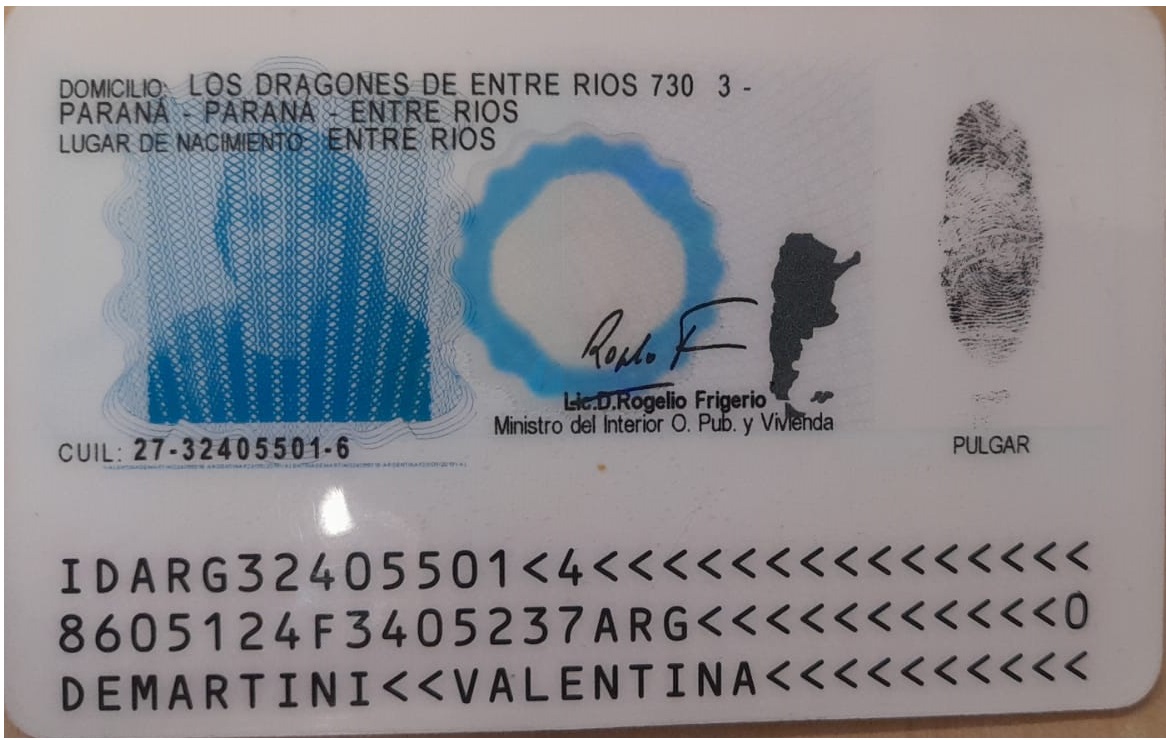 DOMICILIO: LOS DRAGONES DE ENTRE RIOS 730 3 -
PARANÁ - PARANÁ - ENTRE RIOS
LUGAR DE NACIMIENTO: ENTRE RIOS
Lic.D.Rogelio Frigerio
Ministro del Interior O. Pub. y Vivienda
CUIL: 27-32405501-6
PULGAR
IDARG32405501<4<<<<<<<<<<<<<<<
8605124F3405237ARG<<<<<<<<<<<0
DEMARTINI<<VALENTINA<<<<<<<<<<